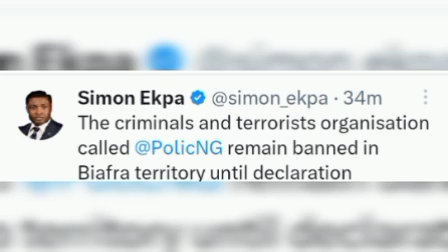 Simon Ekpa @simon_ekpa · 34m
The criminals and terrorists organisation
called @PolicNG remain banned in
Biafra territory until declaration